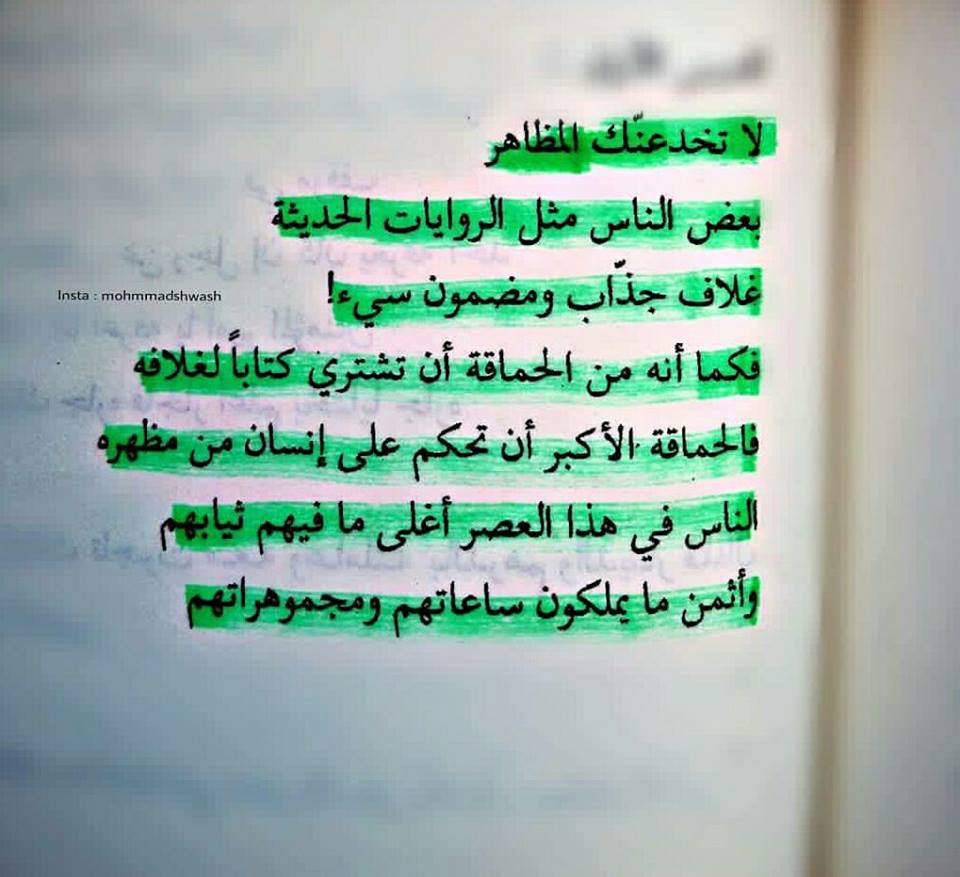 لا تخدعنّك المظاهر
بعض الناس مثل الروايات الحديثة
غلاف جذّاب ومضمون سيء!
Insta : mohmmadshwash
فكما أنه من الحماقة أن تشتري كتاباً لغلافه
فالحماقة الأكبر أن تحكم على إنسان من مظهره
الناس في هذا العصر أغلى ما فيهم ثيابهم
وأثمن ما يملكون ساعاتهم ومجموهراتهم